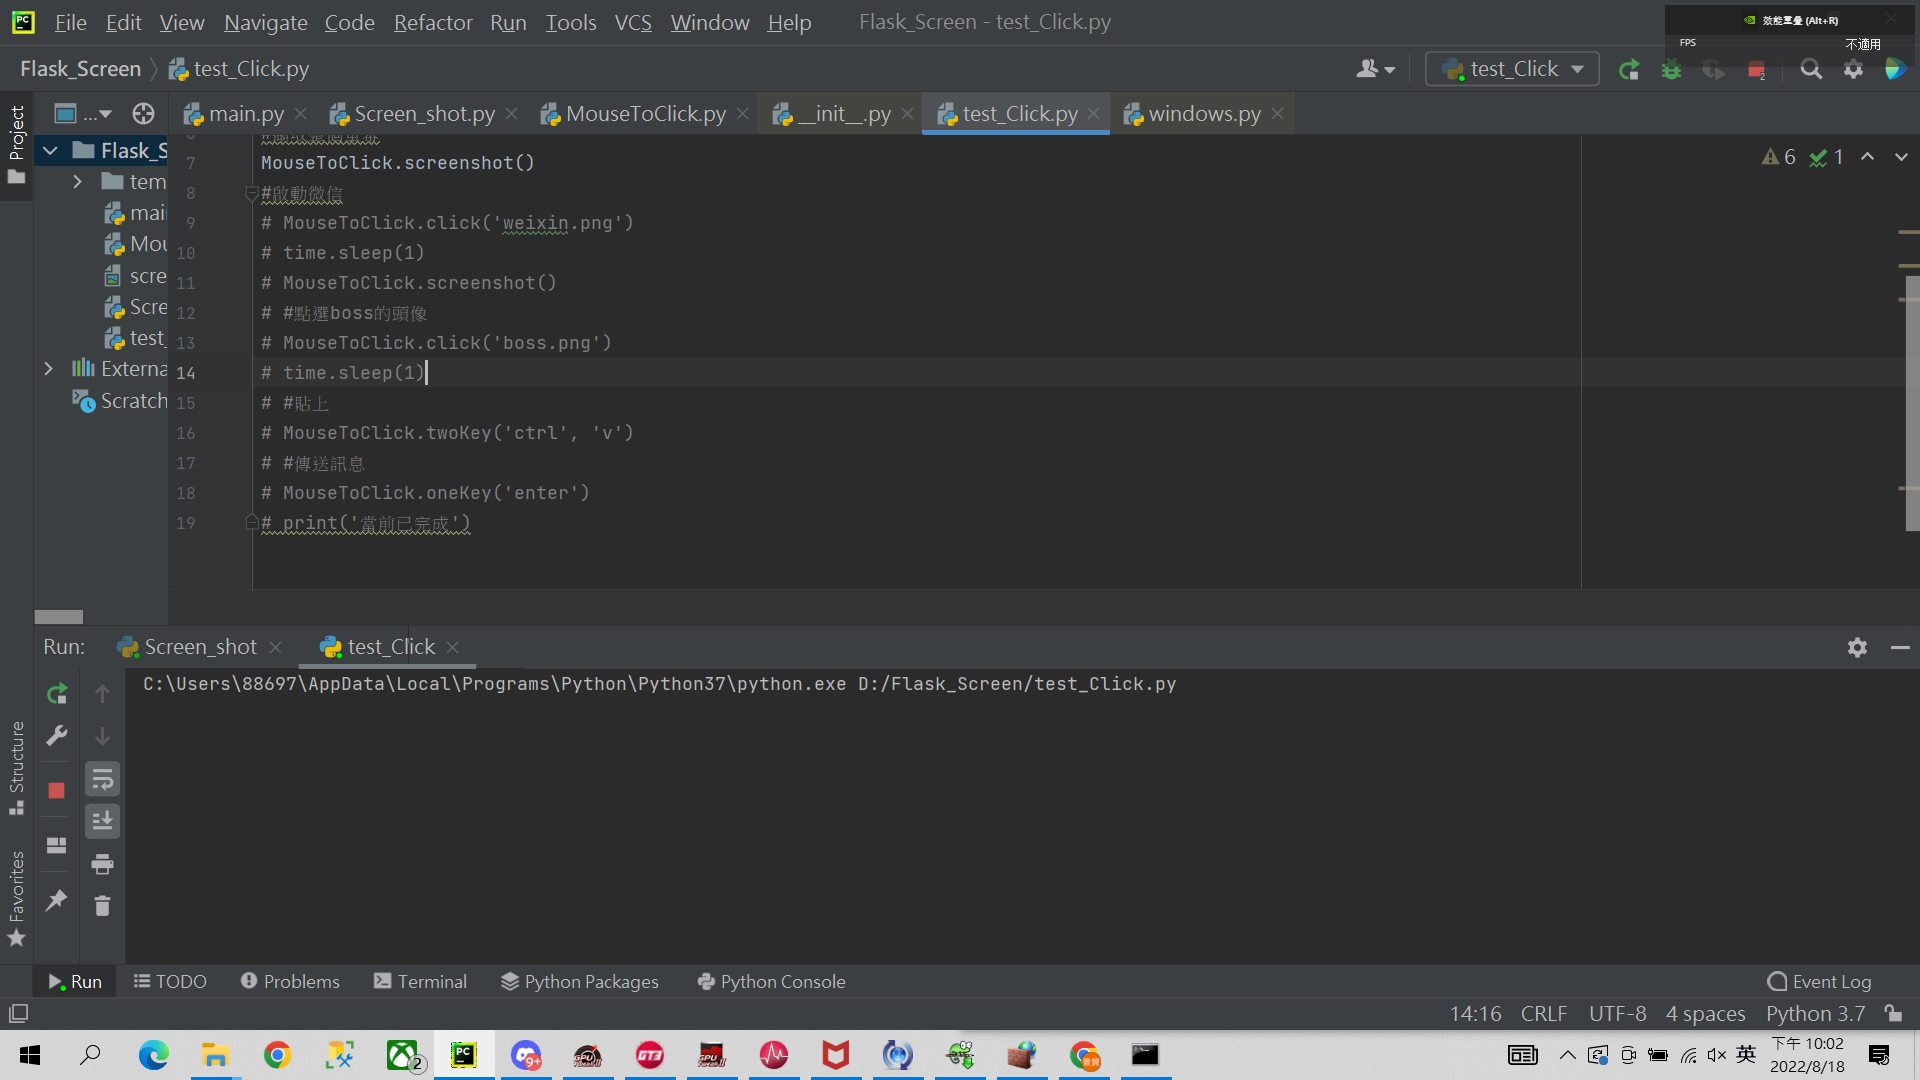 File Edit View Navigate Code Refactor Run Tools VCS Window Help Flask_Screen - test_Click.py
效能重疊 (Alt+R)
FPS 不適用
Flask_Screen test_Click.py test_Click 2
Project
... main.py Screen_shot.py MouseToClick.py __init__.py test_Click.py windows.py
Flask_S
tem
mai
Mou
scre
Scre
test_
Externa
Scratch
6 1
7 MouseToClick.screenshot()
8 #啟動微信
9 # MouseToClick.click('weixin.png')
10 # time.sleep(1)
11 # MouseToClick.screenshot()
12 # #點選boss的頭像
13 # MouseToClick.click('boss.png')
14 # time.sleep(1)
15 # #貼上
16 # MouseToClick.twoKey('ctrl', 'v')
17 # #傳送訊息
18 # MouseToClick.oneKey('enter')
19 # print('當前已完成')
Run: Screen_shot test_Click
C:\Users\88697\AppData\Local\Programs\Python\Python37\python.exe D:/Flask_Screen/test_Click.py
Structure
Favorites
Run TODO Problems Terminal Python Packages Python Console Event Log
14:16 CRLF UTF-8 4 spaces Python 3.7
PC 2 9+ GT3 英 下午 10:02
2022/8/18